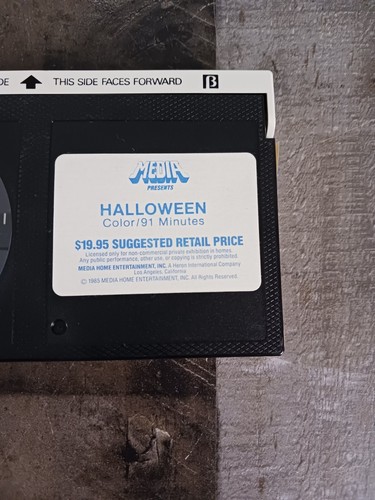 DE THIS SIDE FACES FORWARD β
MEDIA
PRESENTS
HALLOWEEN
Color/91 Minutes
$19.95 SUGGESTED RETAIL PRICE
Licensed only for non-commercial private exhibition in homes.
Any public performance, other use, or copying is strictly prohibited.
MEDIA HOME ENTERTAINMENT, INC. A Heron International Company
Los Angeles, California
© 1985 MEDIA HOME ENTERTAINMENT, INC. All Rights Reserved.